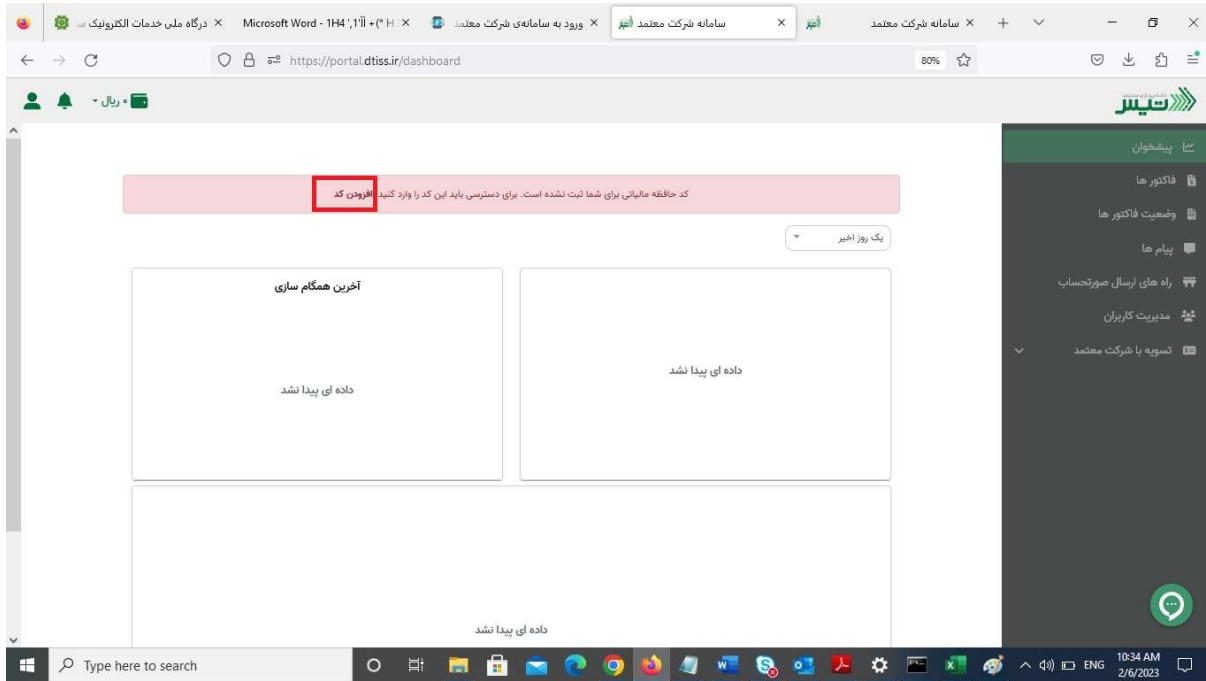 درگاه ملی خدمات الکترونیک س
Microsoft Word - 1H4 ',1'أأ +(* H
ورود به سامانه‌ی شرکت معتمد
سامانه شرکت معتمد
سامانه شرکت معتمد
https://portal.dtiss.ir/dashboard
80%
۰ ریال
تیس
پیشخوان
فاکتور ها
وضعیت فاکتور ها
پیام ها
راه های ارسال صورتحساب
مدیریت کاربران
تسویه با شرکت معتمد
کد حافظه مالیاتی برای شما ثبت نشده است. برای دسترسی باید این کد را وارد کنید افزودن کد
یک روز اخیر
آخرین همگام سازی
داده ای پیدا نشد
داده ای پیدا نشد
داده ای پیدا نشد
Type here to search
ENG
10:34 AM
2/6/2023